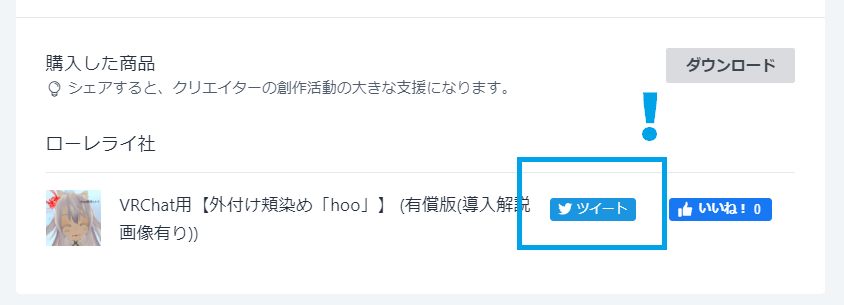 購入した商品
ダウンロード
シェアすると、クリエイターの創作活動の大きな支援になります。
!
ローレライ社
VRChat用【外付け頬染め「hoo」】 (有償版(導入解説
画像有り))
ツイート
いいね！ 0